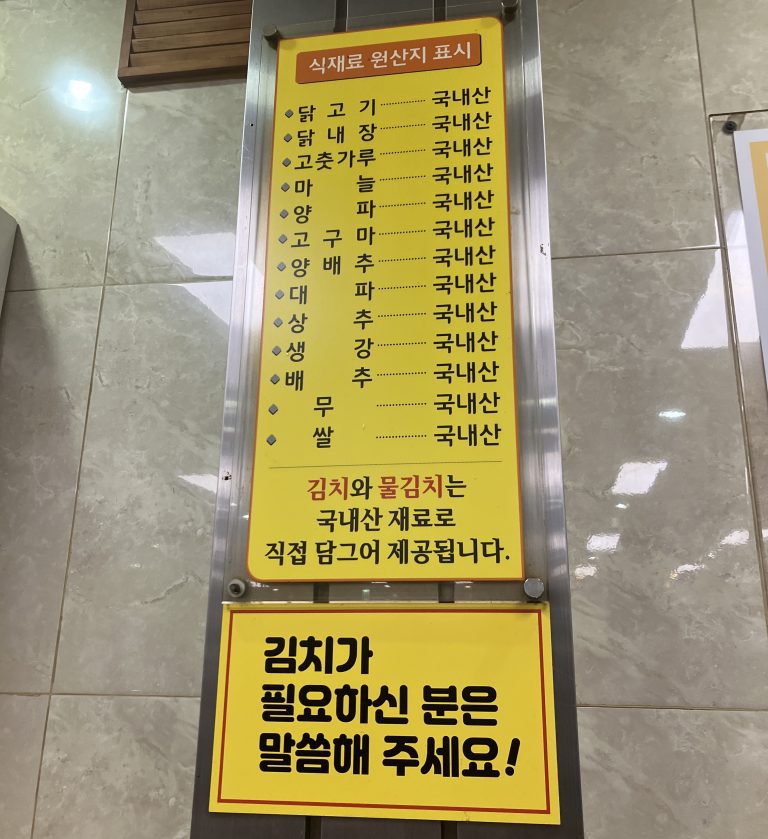 식재료 원산지 표시
닭고기 국내산
닭내장 국내산
고춧가루 국내산
마늘 국내산
양파 국내산
고구마 국내산
양배추 국내산
대파 국내산
상추 국내산
생강 국내산
배추 국내산
무 국내산
쌀 국내산
김치와 물김치는
국내산 재료로
직접 담그어 제공됩니다.
김치가
필요하신 분은
말씀해 주세요!